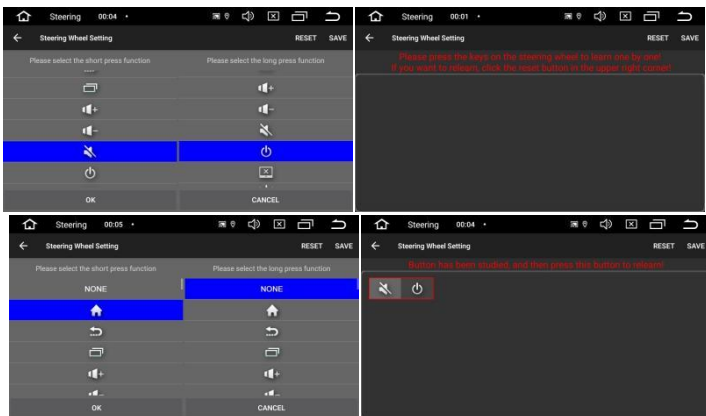 Steering 00:04
Steering Wheel Setting RESET SAVE
Please select the short press function Please select the long press function
OK CANCEL
Steering 00:01
Steering Wheel Setting RESET SAVE
Please press the keys on the steering wheel to learn one by one!
If you want to relearn, click the reset button in the upper right corner!
Steering 00:05
Steering Wheel Setting RESET SAVE
Please select the short press function Please select the long press function
NONE NONE
OK CANCEL
Steering 00:04
Steering Wheel Setting RESET SAVE
Button has been studied, and then press this button to relearn!